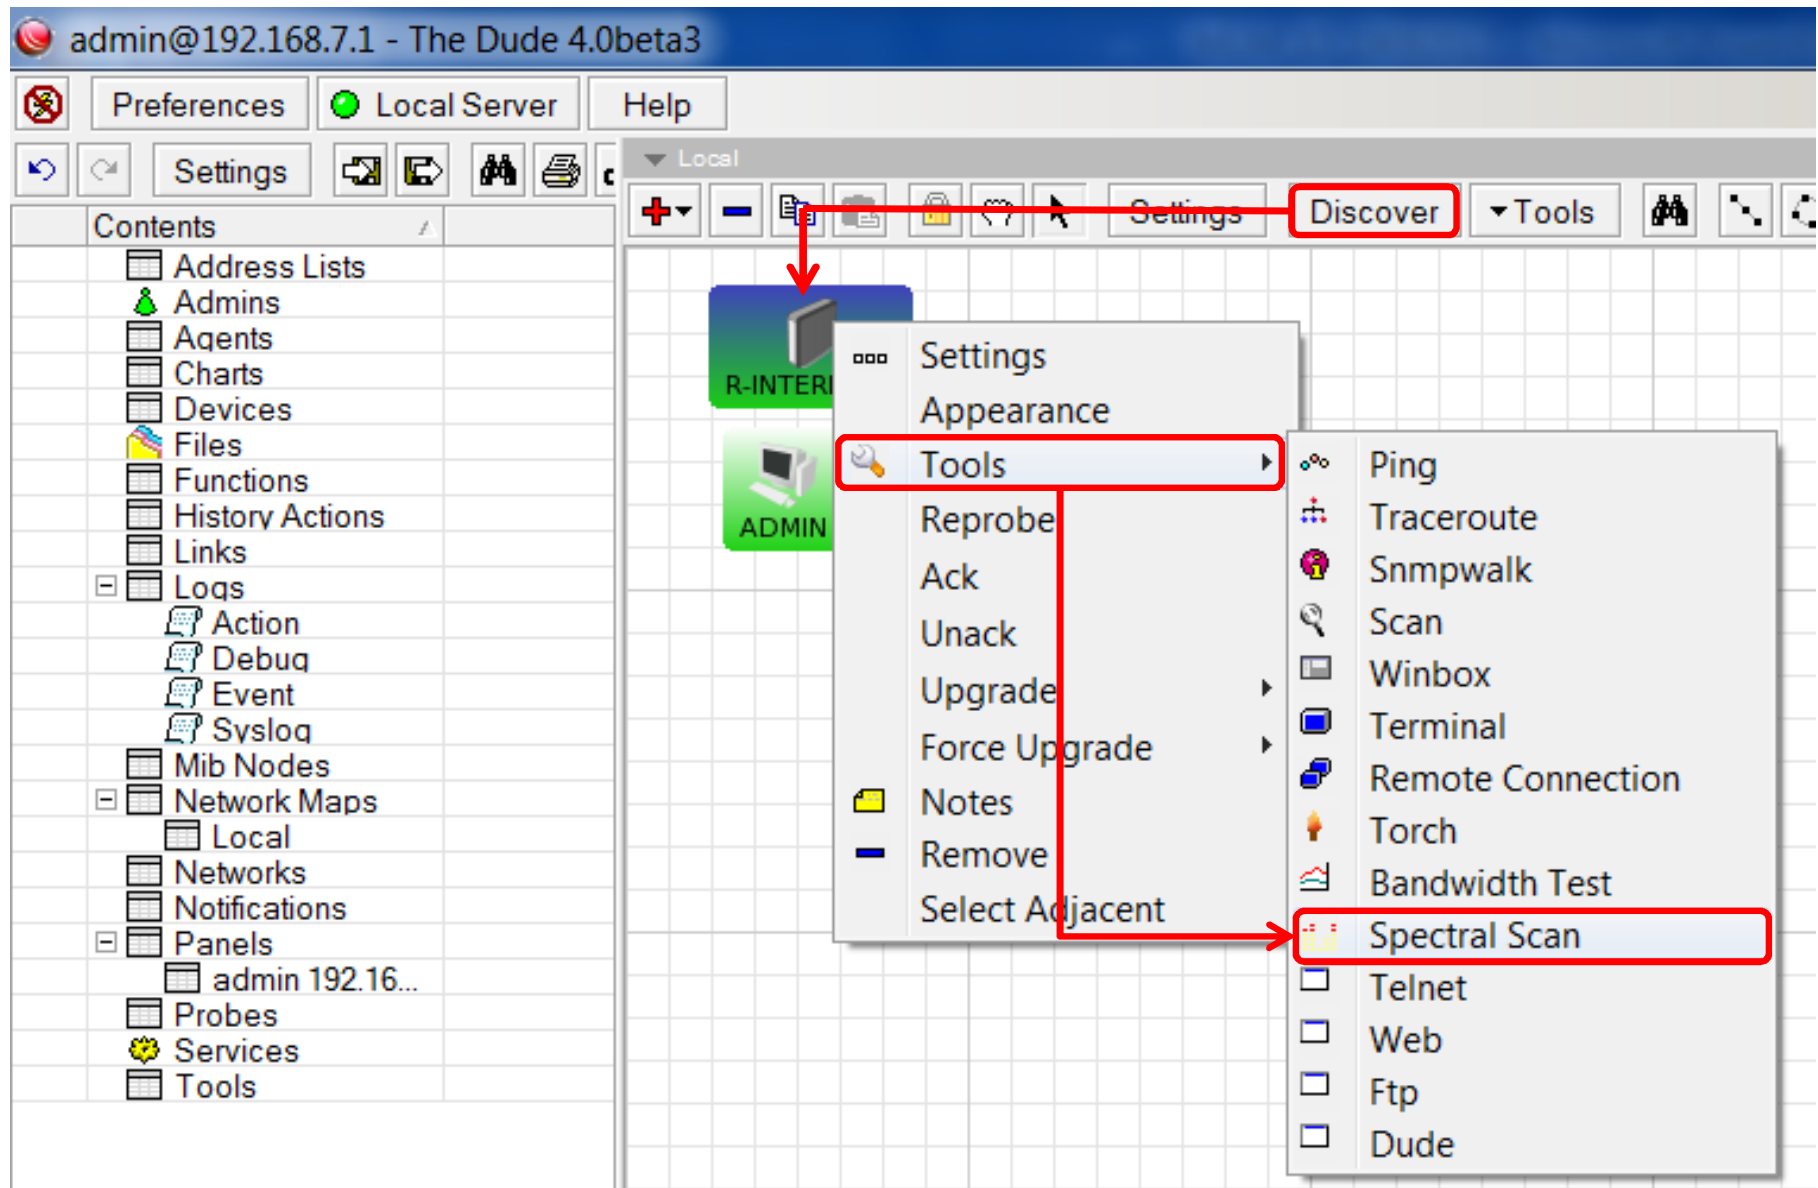 admin@192.168.7.1 - The Dude 4.0beta3
Preferences
Local Server
Help
Settings
Local
Settings
Discover
Tools
Contents
Address Lists
Admins
Agents
Charts
Devices
Files
Functions
History Actions
Links
Logs
Action
Debug
Event
Syslog
Mib Nodes
Network Maps
Local
Networks
Notifications
Panels
admin 192.16...
Probes
Services
Tools
R-INTER
ADMIN
Settings
Appearance
Tools
Reprobe
Ack
Unack
Upgrade
Force Upgrade
Notes
Remove
Select Adjacent
Ping
Traceroute
Snmpwalk
Scan
Winbox
Terminal
Remote Connection
Torch
Bandwidth Test
Spectral Scan
Telnet
Web
Ftp
Dude